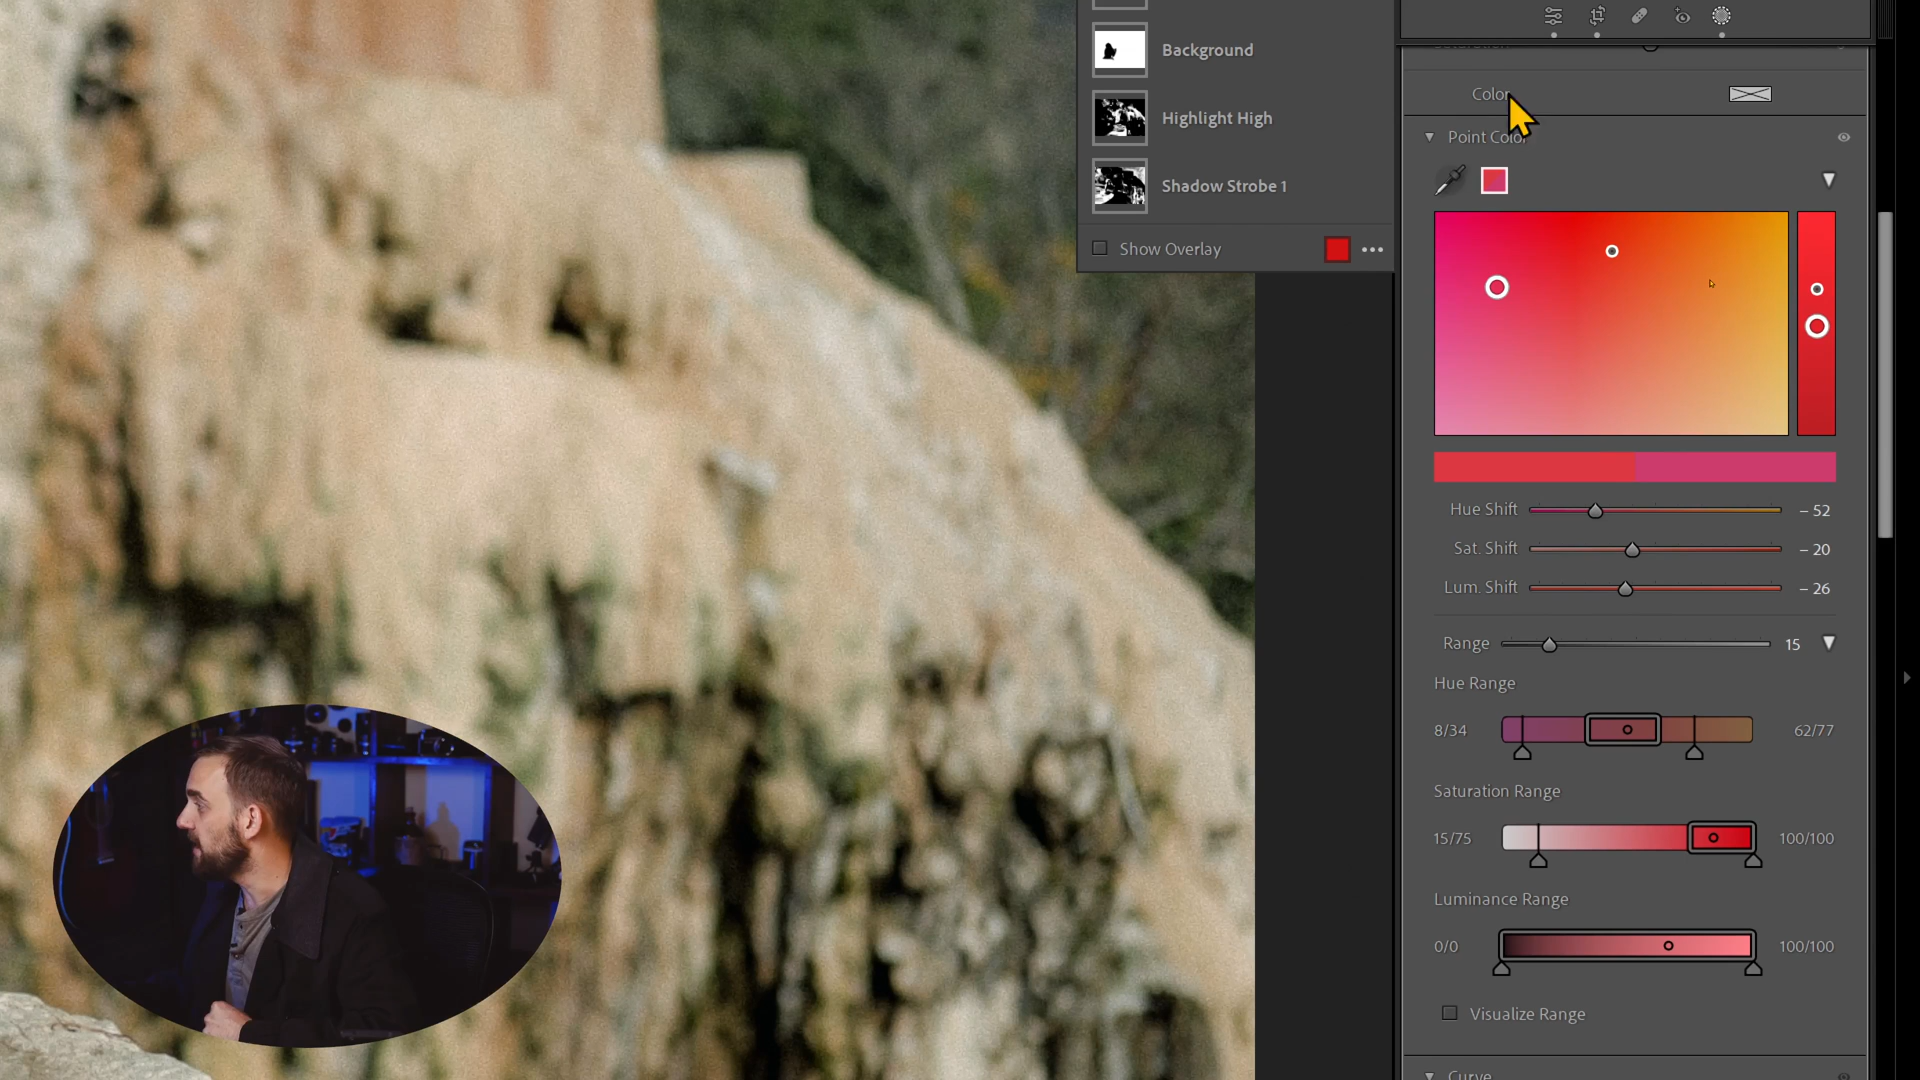 Background
Highlight High
Shadow Strobe 1
Show Overlay
Saturation
Color
Point Color
Hue Shift – 52
Sat. Shift – 20
Lum. Shift – 26
Range 15
Hue Range
8/34 62/77
Saturation Range
15/75 100/100
Luminance Range
0/0 100/100
Visualize Range
Curve